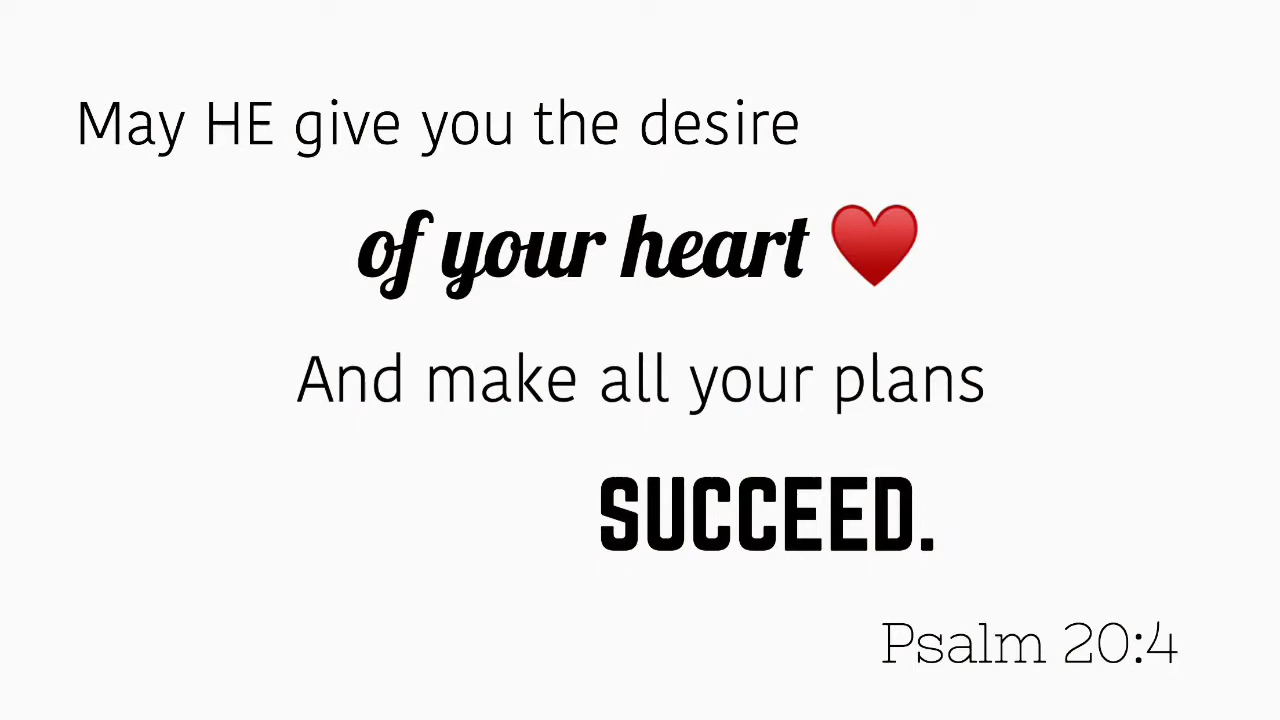 May HE give you the desire
of your heart ♥️
And make all your plans
SUCCEED.
Psalm 20:4